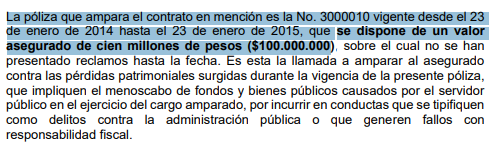 La póliza que ampara el contrato en mención es la No. 3000010 vigente desde el 23
de enero de 2014 hasta el 23 de enero de 2015, que se dispone de un valor
asegurado de cien millones de pesos ($100.000.000), sobre el cual no se han
presentado reclamos hasta la fecha. Es esta la llamada a amparar al asegurado
contra las pérdidas patrimoniales surgidas durante la vigencia de la presente póliza,
que impliquen el menoscabo de fondos y bienes públicos causados por el servidor
público en el ejercicio del cargo amparado, por incurrir en conductas que se tipifiquen
como delitos contra la administración pública o que generen fallos con
responsabilidad fiscal.